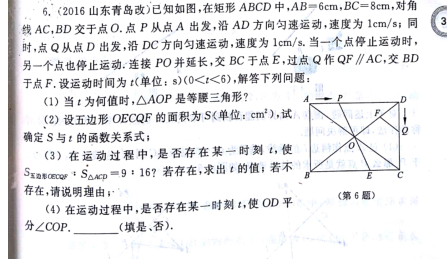 6.(2016 山东青岛改)已知如图,在矩形 ABCD 中,AB=6cm,BC=8cm,对角
线 AC,BD 交于点 O.点 P 从点 A 出发,沿 AD 方向匀速运动,速度为 1cm/s;同
时,点 Q 从点 D 出发,沿 DC 方向匀速运动,速度为 1cm/s.当一个点停止运动时,
另一个点也停止运动.连接 PO 并延长,交 BC 于点 E,过点 Q 作 QF∥AC,交 BD
于点 F.设运动时间为 t(单位:s)(0<t<6),解答下列问题:
(1)当 t 为何值时,△AOP 是等腰三角形?
(2)设五边形 OECQF 的面积为 S(单位:cm²),试
确定 S 与 t 的函数关系式;
(3)在运动过程中,是否存在某一时刻 t,使
S五边形OECQF:S△ACD=9:16?若存在,求出 t 的值;若不
存在,请说明理由;
(4)在运动过程中,是否存在某一时刻 t,使 OD 平
分∠COP.______(填是、否).
A P D
F
Q
O
B E C
(第 6 题)
3